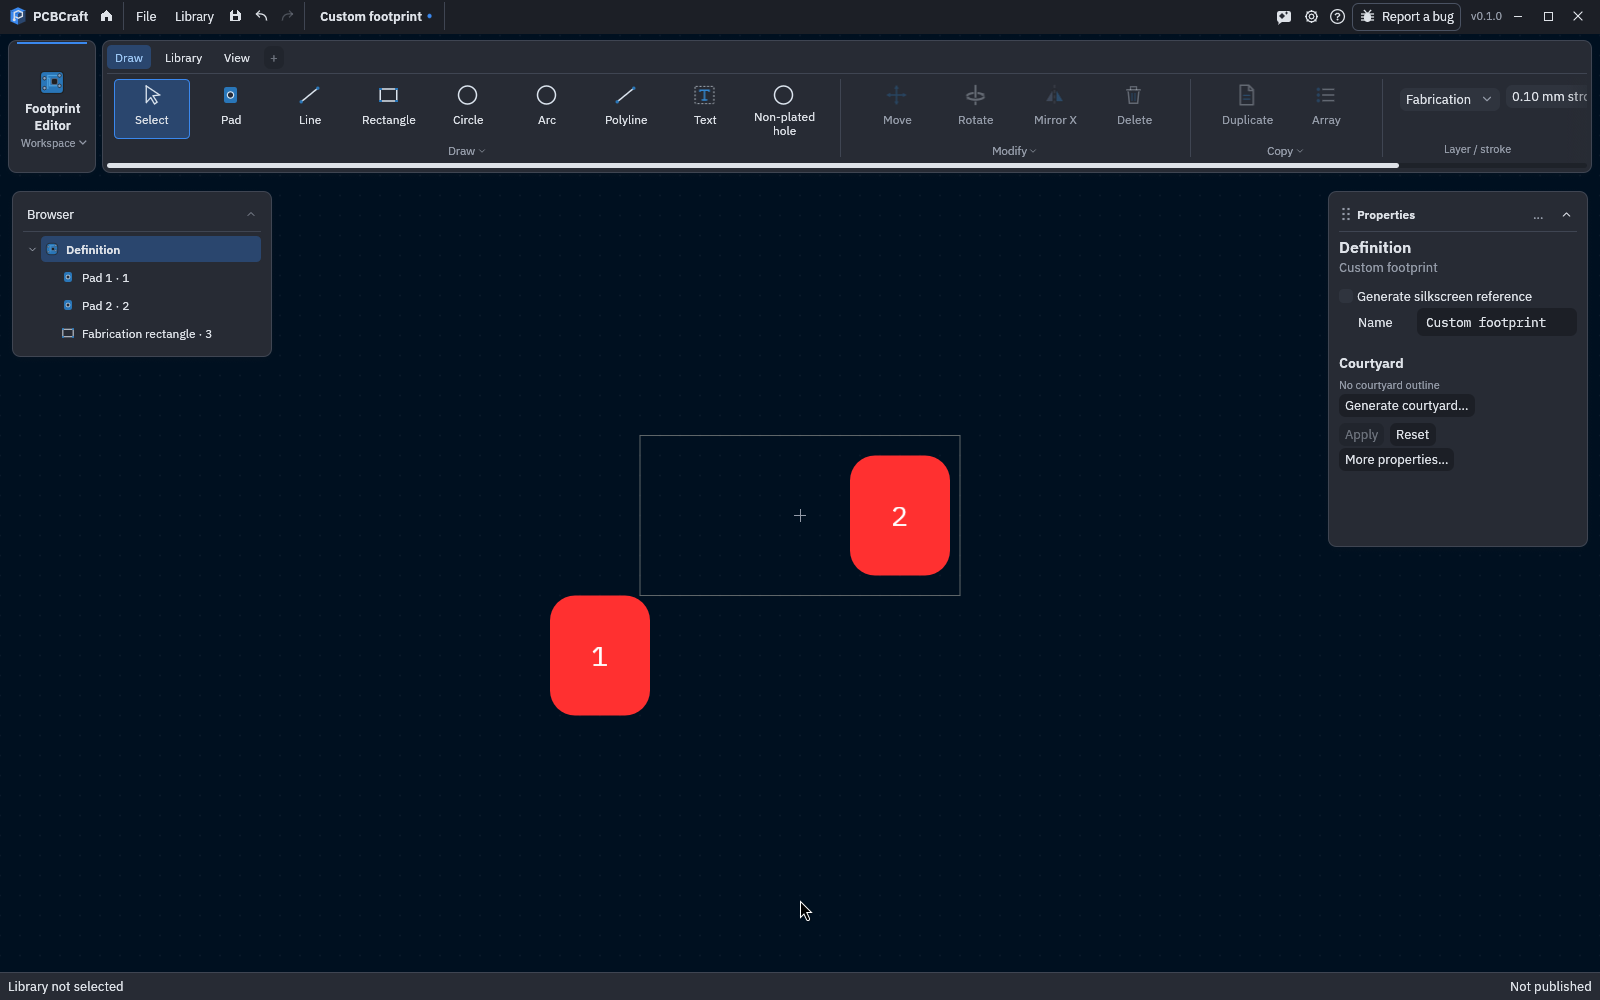 PCBCraft
File
Library
Custom footprint
Report a bug
v0.1.0
Footprint
Editor
Workspace
Draw
Library
View
+
Select
Pad
Line
Rectangle
Circle
Arc
Polyline
Text
Non-plated
hole
Draw
Move
Rotate
Mirror X
Delete
Modify
Duplicate
Array
Copy
Fabrication
0.10 mm
Layer / stroke
Browser
Definition
Pad 1 · 1
Pad 2 · 2
Fabrication rectangle · 3
Properties
...
Definition
Custom footprint
Generate silkscreen reference
Name
Custom footprint
Courtyard
No courtyard outline
Generate courtyard...
Apply
Reset
More properties...
2
1
Library not selected
Not published